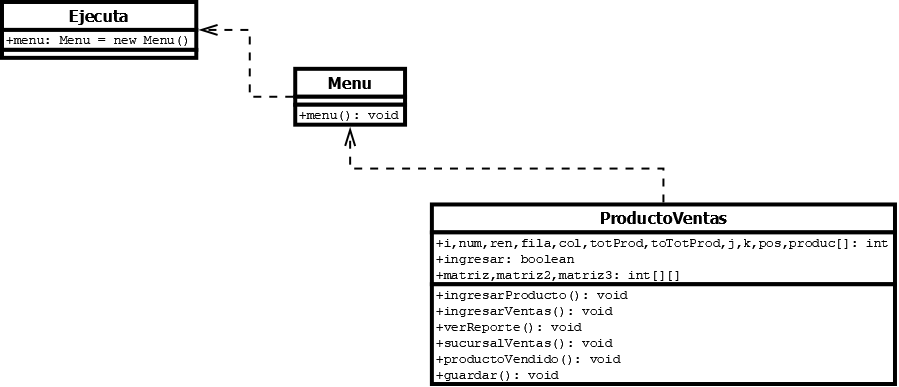 Ejecuta
+menu: Menu = new Menu()
Menu
+menu(): void
ProductoVentas
+i,num,ren,fila,col,totProd,toTotProd,j,k,pos,produc[]: int
+ingresar: boolean
+matriz,matriz2,matriz3: int[][]
+ingresarProducto(): void
+ingresarVentas(): void
+verReporte(): void
+sucursalVentas(): void
+productoVendido(): void
+guardar(): void